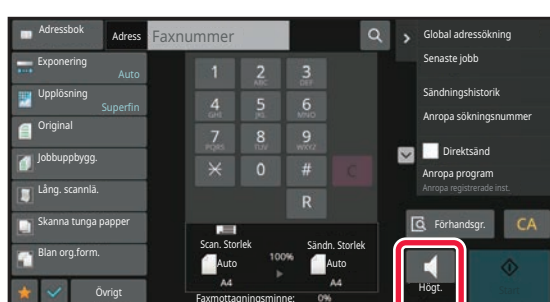 Adressbok
Adress
Faxnummer
Exponering
Auto
Upplösning
Superfin
Original
Jobbuppbygg.
Lång. scannlä.
Skanna tunga papper
Blan org.form.
Övrigt
1
2 ABC
3 DEF
4 GHI
5 JKL
6 MNO
7 PQRS
8 TUV
9 WXYZ
0
#
C
R
Scan. Storlek
Sändn. Storlek
Auto
100%
Auto
A4
A4
Faxmottagningsminne: 0%
Global adressökning
Senaste jobb
Sändningshistorik
Anropa sökningsnummer
Direktsänd
Anropa program
Anropa registrerade inst.
Förhandsgr.
CA
Högt.